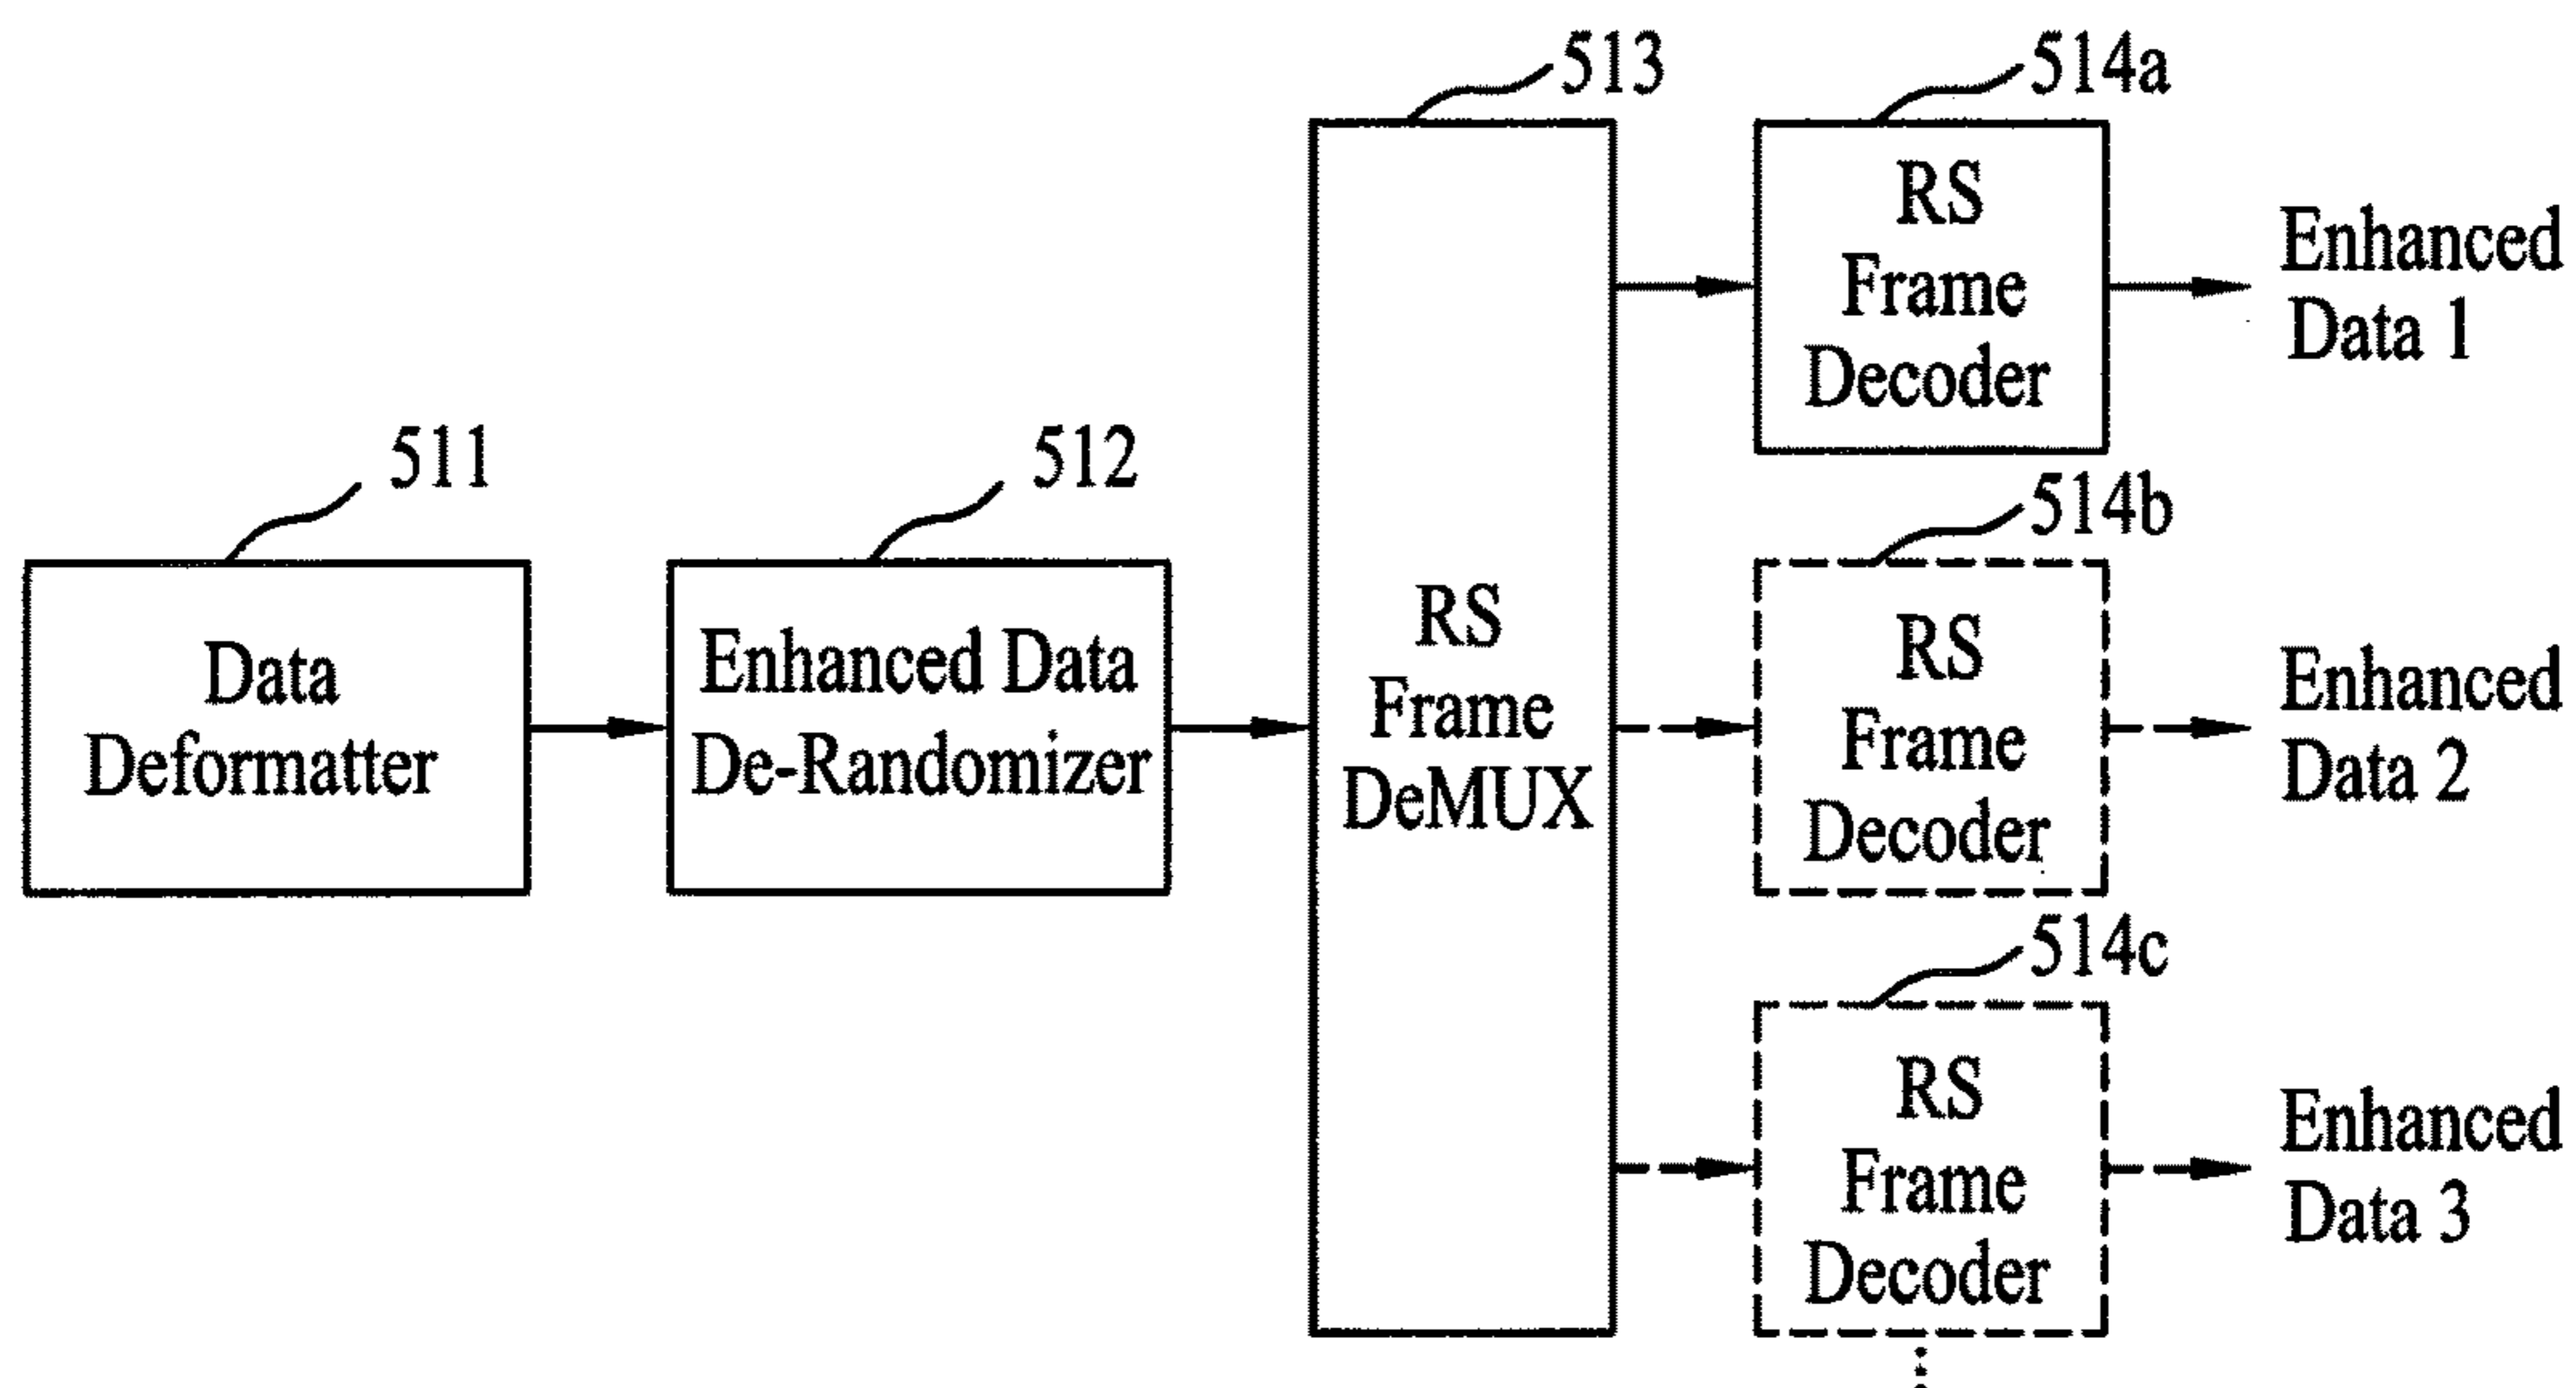 511
Data
Deformatter
512
Enhanced Data
De-Randomizer
513
RS
Frame
DeMUX
514a
RS
Frame
Decoder
Enhanced
Data 1
514b
RS
Frame
Decoder
Enhanced
Data 2
514c
RS
Frame
Decoder
Enhanced
Data 3